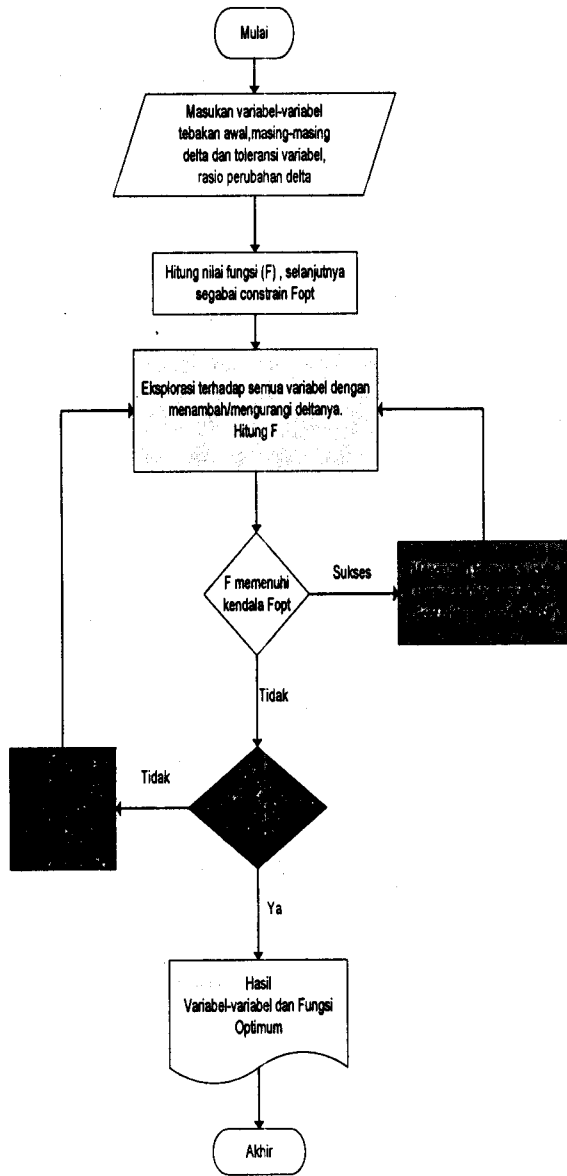 Mulai
Masukan variabel-variabel
tebakan awal,masing-masing
delta dan toleransi variabel,
rasio perubahan delta
Hitung nilai fungsi (F) , selanjutnya
segabai constrain Fopt
Eksplorasi terhadap semua variabel dengan
menambah/mengurangi deltanya.
Hitung F
F memenuhi
kendala Fopt
Sukses
Tidak
Tidak
Ya
Hasil
Variabel-variabel dan Fungsi
Optimum
Akhir